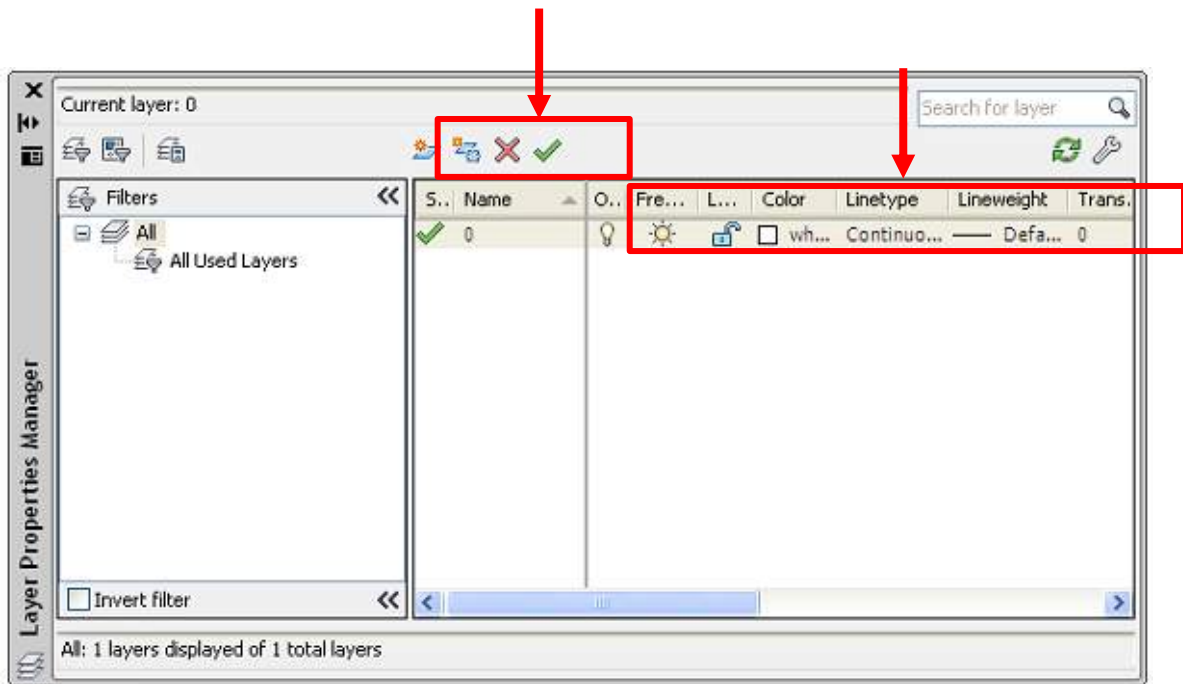 Current layer: 0
Search for layer
Filters
S.. Name O.. Fre... L... Color Linetype Lineweight Trans.
All
0 wh... Continuo... Defa... 0
All Used Layers
Layer Properties Manager
Invert filter
All: 1 layers displayed of 1 total layers